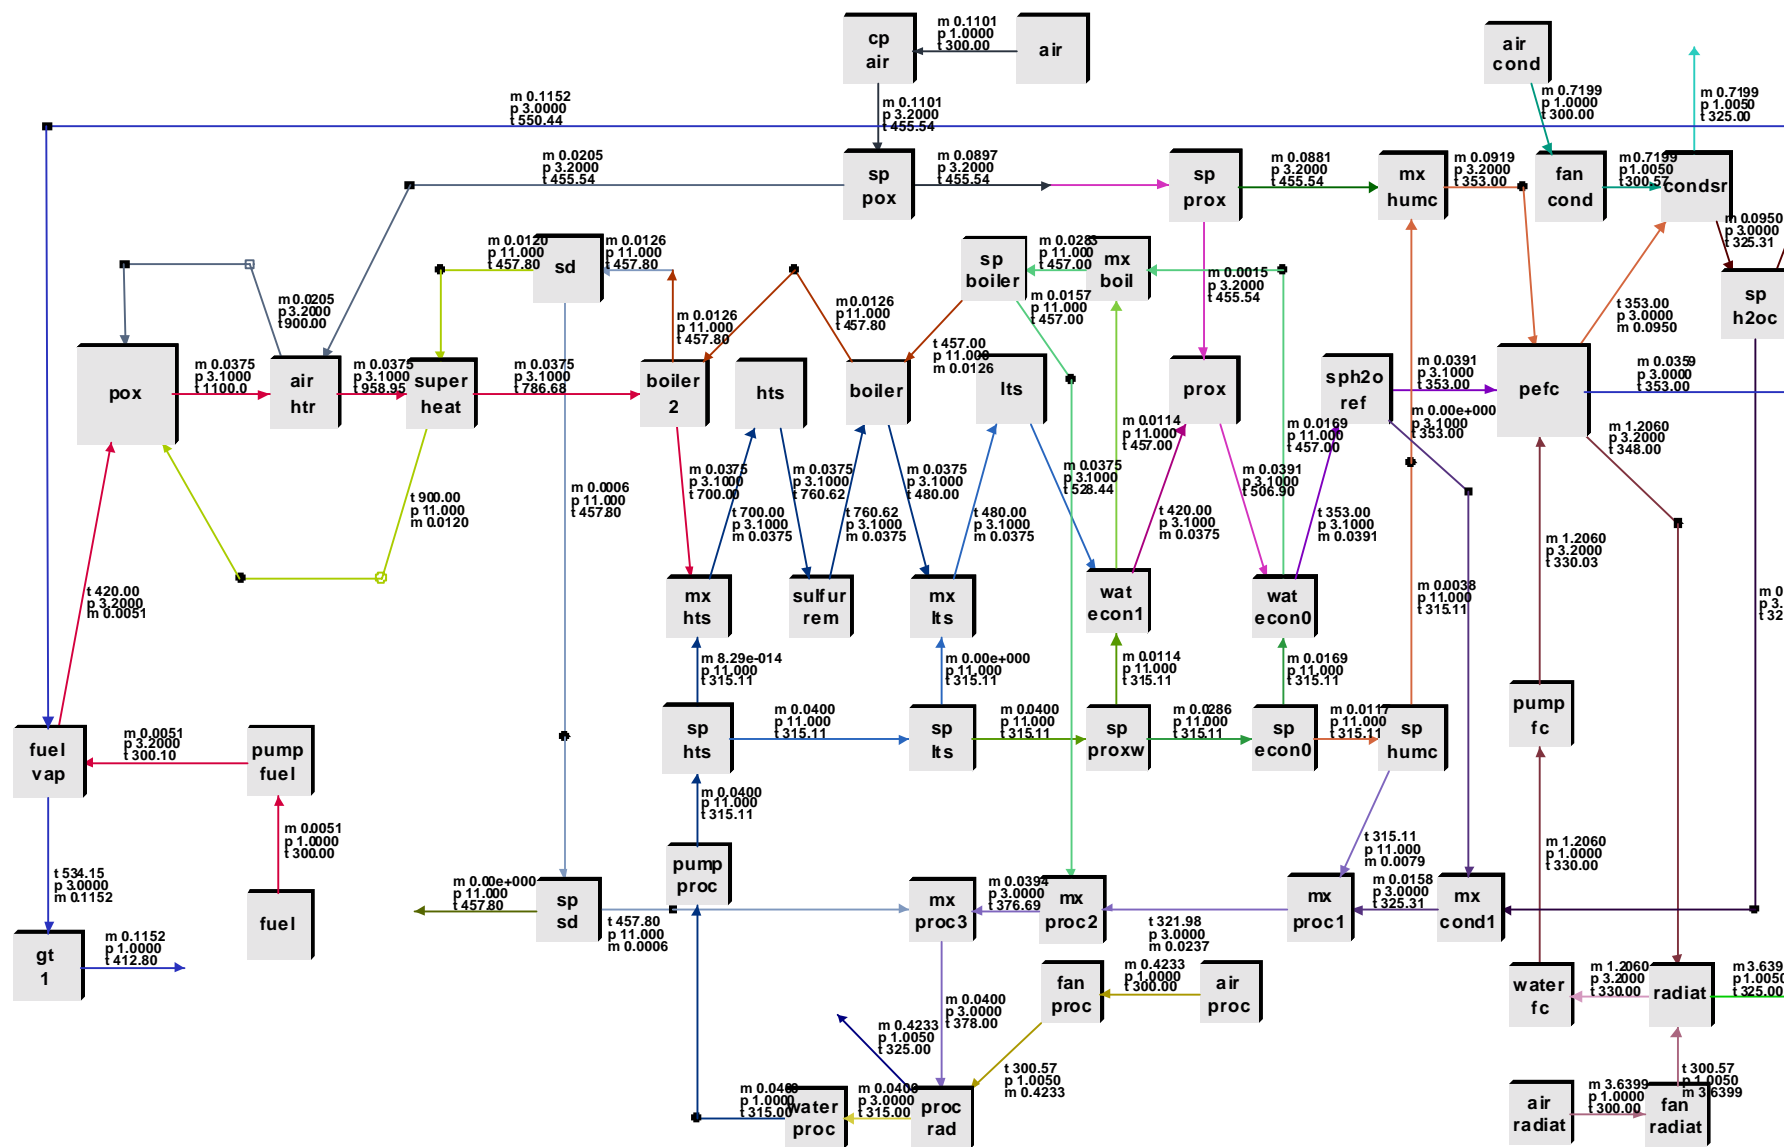 cp
air
m 0.1101
p 1.0000
t 300.00
air
air
cond
m 0.7199
p 1.0000
t 300.00
m 0.7199
p 1.0050
t 325.00
m 0.1152
p 3.0000
t 550.44
m 0.1101
p 3.2000
t 455.54
m 0.0205
p 3.2000
t 455.54
sp
pox
m 0.0897
p 3.2000
t 455.54
sp
prox
m 0.0881
p 3.2000
t 455.54
mx
humc
m 0.0919
p 3.2000
t 353.00
fan
cond
m 0.7199
p 1.0050
t 300.57
condsr
m 0.0950
p 3.0000
t 325.31
m 0.0120
p 11.000
t 457.80
sd
m 0.0126
p 11.000
t 457.80
sp
boiler
m 0.0283
p 11.000
t 457.00
mx
boil
m 0.0015
p 3.2000
t 455.54
sp
h2oc
m 0.0205
p 3.2000
t 900.00
m 0.0126
p 11.000
t 457.80
m 0.0126
p 11.000
t 457.80
m 0.0157
p 11.000
t 457.00
t 353.00
p 3.0000
m 0.0950
pox
m 0.0375
p 3.1000
t 1100.0
air
htr
m 0.0375
p 3.1000
t 958.95
super
heat
m 0.0375
p 3.1000
t 786.68
boiler
2
hts
boiler
t 457.00
p 11.000
m 0.0126
lts
prox
sph2o
ref
m 0.0391
p 3.1000
t 353.00
pefc
m 0.0359
p 3.0000
t 353.00
m 0.0114
p 11.000
t 457.00
m 0.0169
p 11.000
t 457.00
m 0.00e+000
p 3.1000
t 353.00
m 1.2060
p 3.2000
t 348.00
m 0.0375
p 3.1000
t 700.00
m 0.0375
p 3.1000
t 760.62
m 0.0375
p 3.1000
t 480.00
m 0.0375
p 3.1000
t 528.44
m 0.0391
p 3.1000
t 506.90
m 0.0006
p 11.000
t 457.80
t 900.00
p 11.000
m 0.0120
t 700.00
p 3.1000
m 0.0375
t 760.62
p 3.1000
m 0.0375
t 480.00
p 3.1000
m 0.0375
t 420.00
p 3.1000
m 0.0375
t 353.00
p 3.1000
m 0.0391
m 1.2060
p 3.2000
t 330.03
t 420.00
p 3.2000
m 0.0051
mx
hts
sulfur
rem
mx
lts
wat
econ1
wat
econ0
m 0.0038
p 11.000
t 315.11
m 0
p 3.
t 32
m 8.29e-014
p 11.000
t 315.11
m 0.00e+000
p 11.000
t 315.11
m 0.0114
p 11.000
t 315.11
m 0.0169
p 11.000
t 315.11
fuel
vap
m 0.0051
p 3.2000
t 300.10
pump
fuel
sp
hts
m 0.0400
p 11.000
t 315.11
sp
lts
m 0.0400
p 11.000
t 315.11
sp
proxw
m 0.0286
p 11.000
t 315.11
sp
econ0
m 0.0117
p 11.000
t 315.11
sp
humc
pump
fc
m 0.0051
p 1.0000
t 300.00
m 0.0400
p 11.000
t 315.11
t 315.11
p 11.000
m 0.0079
m 1.2060
p 1.0000
t 330.00
t 534.15
p 3.0000
m 0.1152
fuel
m 0.00e+000
p 11.000
t 457.80
sp
sd
t 457.80
p 11.000
m 0.0006
pump
proc
mx
proc3
m 0.0394
p 3.0000
t 376.69
mx
proc2
t 321.98
p 3.0000
m 0.0237
mx
proc1
m 0.0158
p 3.0000
t 325.31
mx
cond1
gt
1
m 0.1152
p 1.0000
t 412.80
m 0.0400
p 3.0000
t 378.00
fan
proc
m 0.4233
p 1.0000
t 300.00
air
proc
water
fc
m 1.2060
p 3.2000
t 330.00
radiat
m 3.639
p 1.0050
t 325.00
m 0.4233
p 1.0050
t 325.00
t 300.57
p 1.0050
m 0.4233
t 300.57
p 1.0050
m 3.6399
p 1.0000
t 315.00
water
proc
p 3.0000
t 315.00
proc
rad
air
radiat
m 3.6399
p 1.0000
t 300.00
fan
radiat